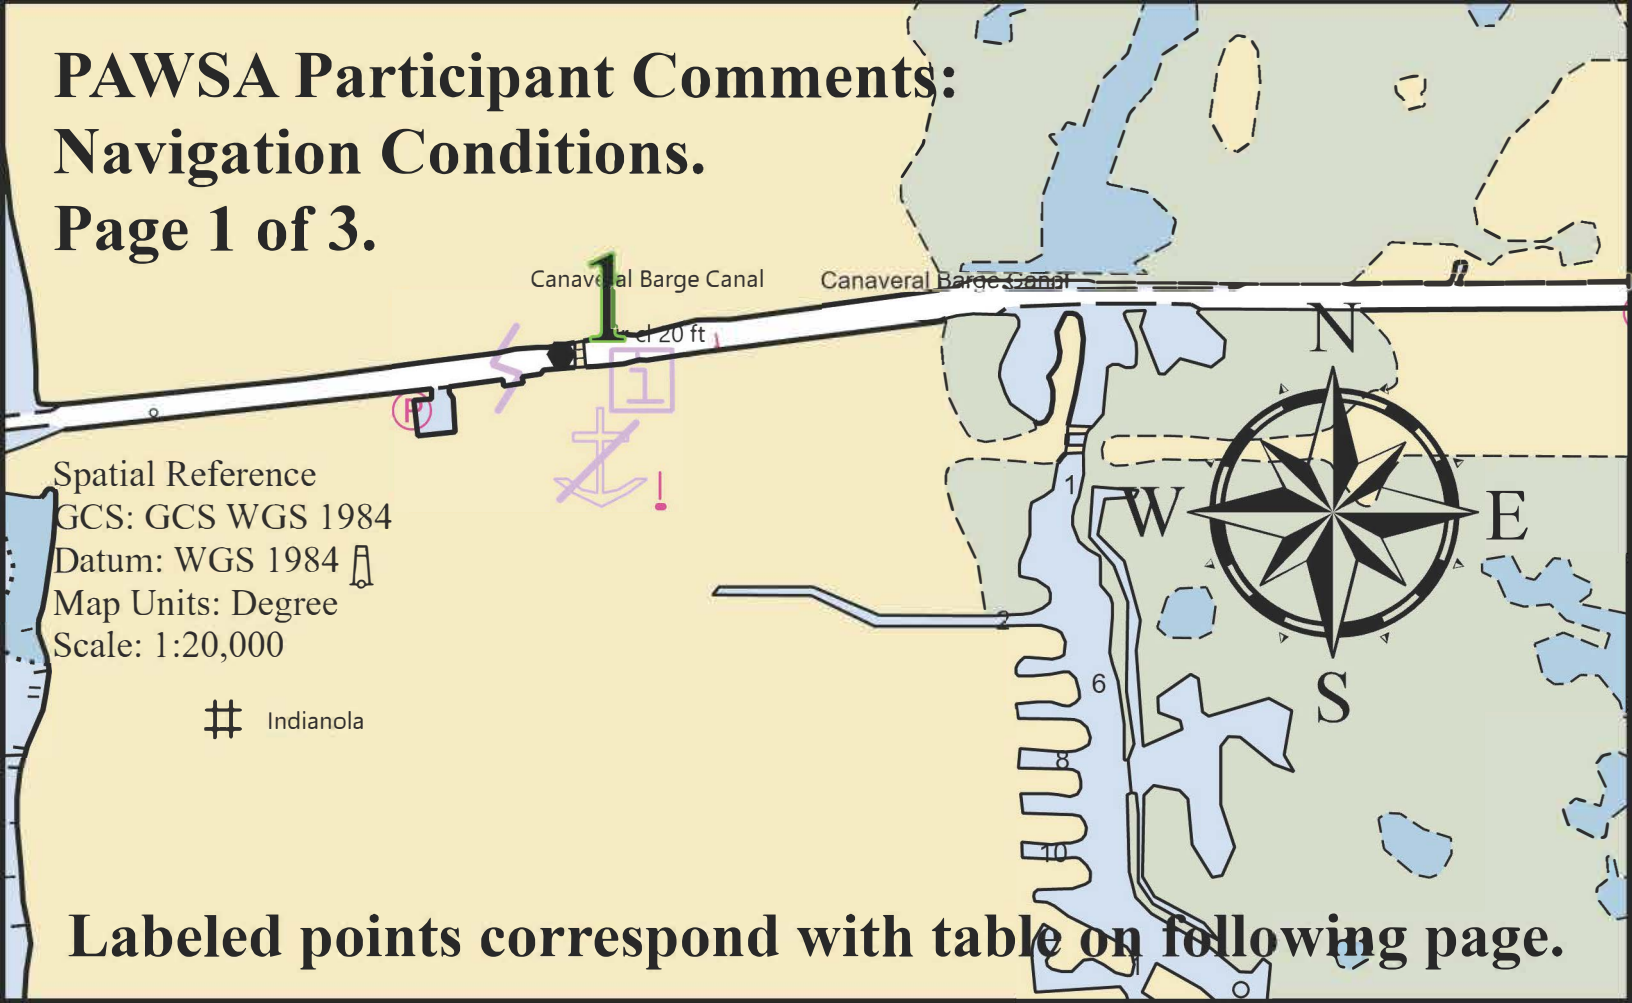 PAWSA Participant Comments:
Navigation Conditions.
Page 1 of 3.
Canaveral Barge Canal
Canaveral Barge Canal
1
cl 20 ft
1
P
N
W
E
S
Spatial Reference
GCS: GCS WGS 1984
Datum: WGS 1984
Map Units: Degree
Scale: 1:20,000
Indianola
1
2
6
8
10
Labeled points correspond with table on following page.